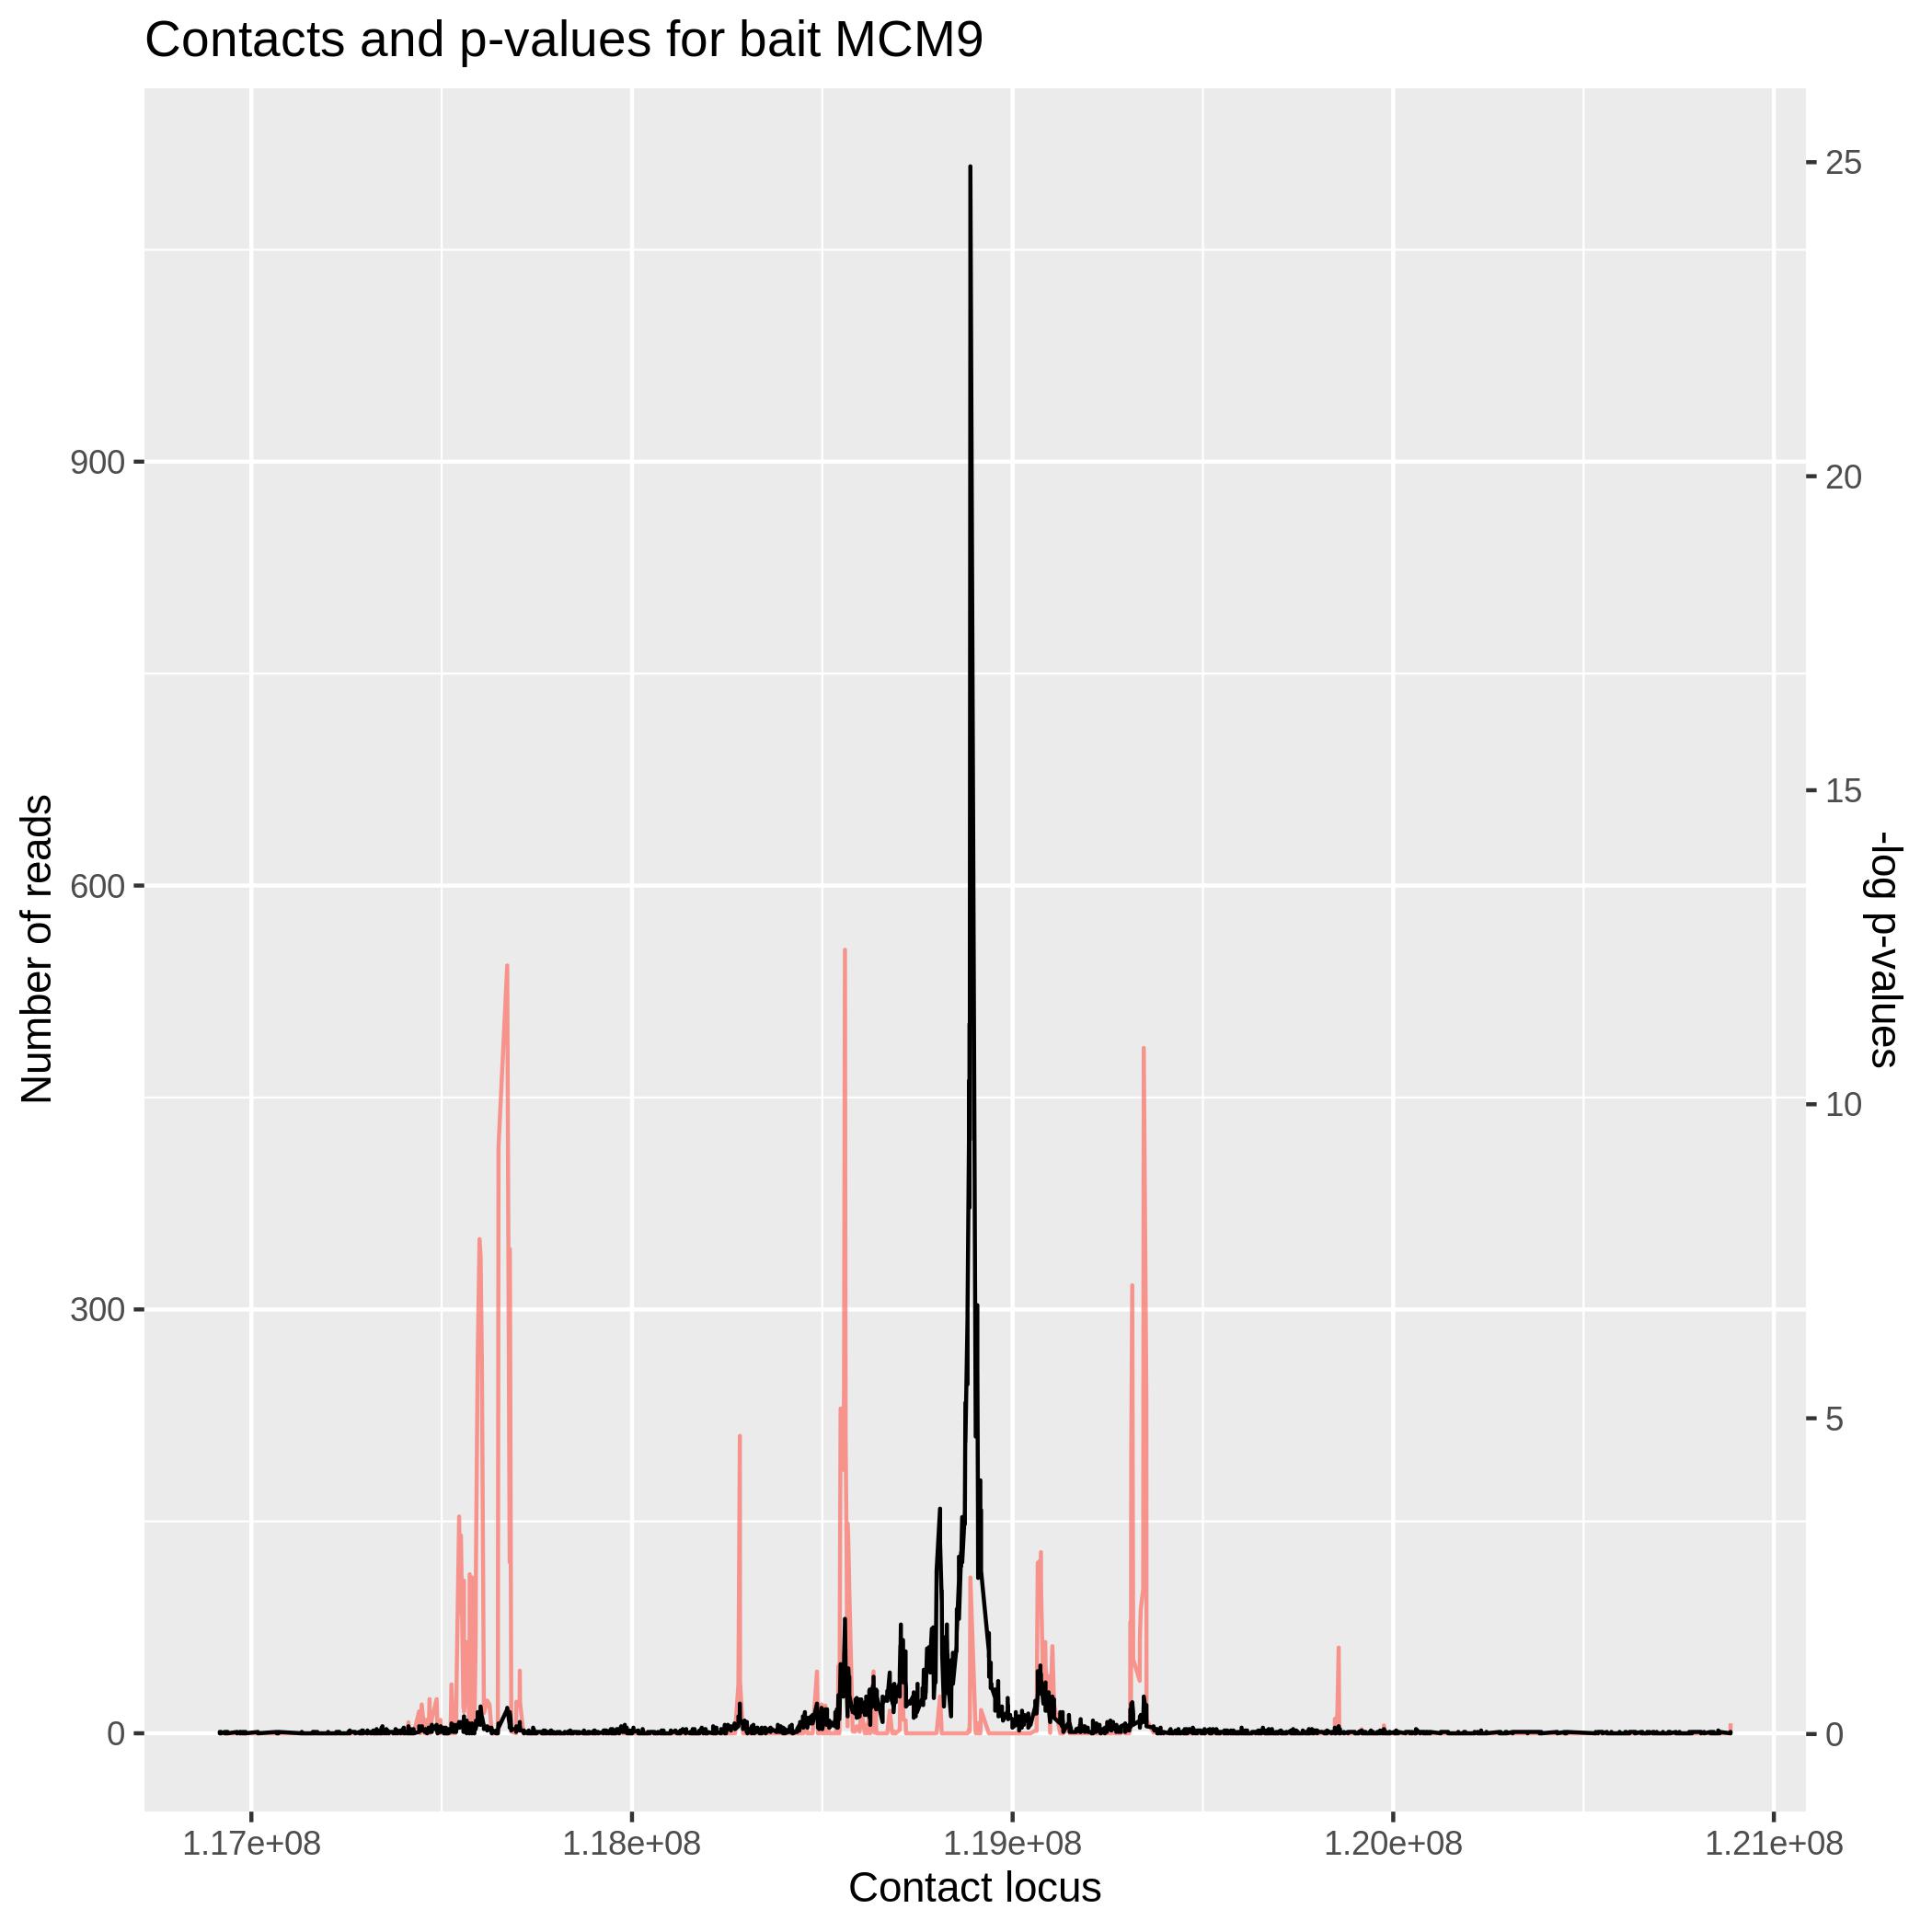 Contacts and p-values for bait MCM9
Number of reads
900
600
300
0
25
20
15
10
5
0
-log p-values
1.17e+08
1.18e+08
1.19e+08
1.20e+08
1.21e+08
Contact locus